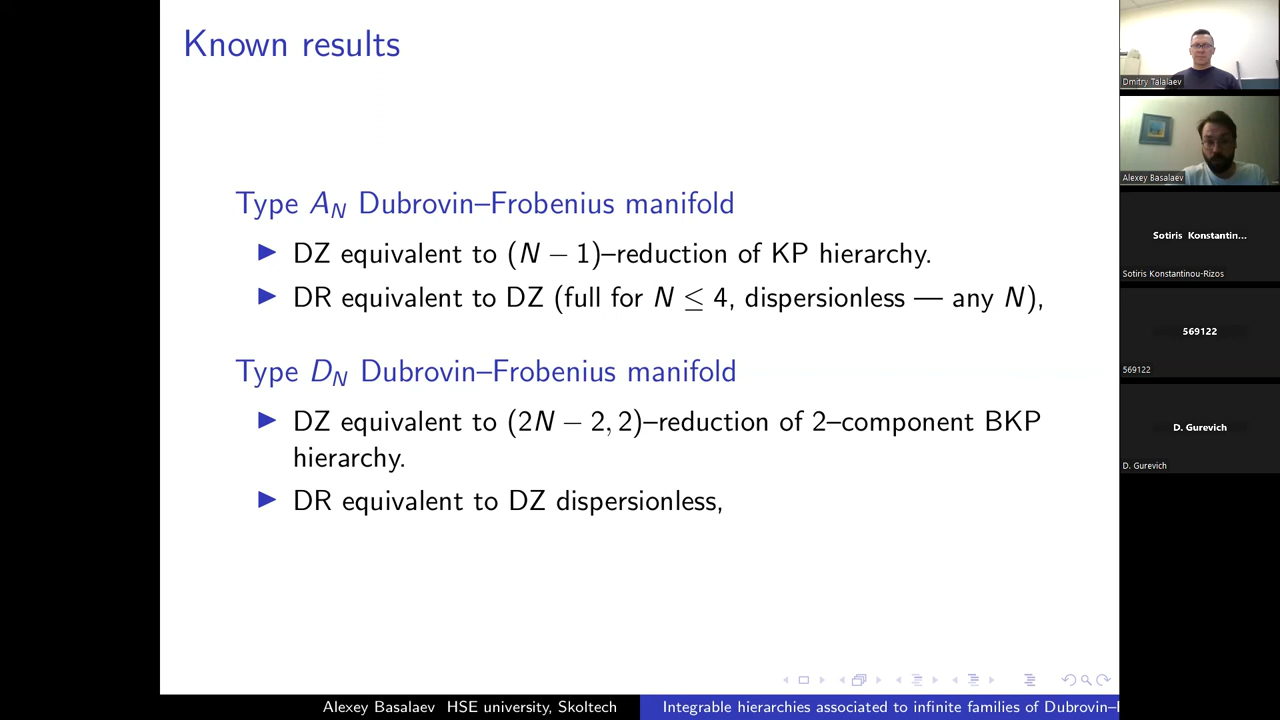 Known results
Type A_N Dubrovin–Frobenius manifold
▶ DZ equivalent to (N − 1)–reduction of KP hierarchy.
▶ DR equivalent to DZ (full for N ≤ 4, dispersionless — any N),
Type D_N Dubrovin–Frobenius manifold
▶ DZ equivalent to (2N − 2, 2)–reduction of 2–component BKP
hierarchy.
▶ DR equivalent to DZ dispersionless,
Alexey Basalaev HSE university, Skoltech
Integrable hierarchies associated to infinite families of Dubrovin–
Dmitry Talalaev
Alexey Basalaev
Sotiris Konstantin...
Sotiris Konstantinou-Rizos
569122
569122
D. Gurevich
D. Gurevich